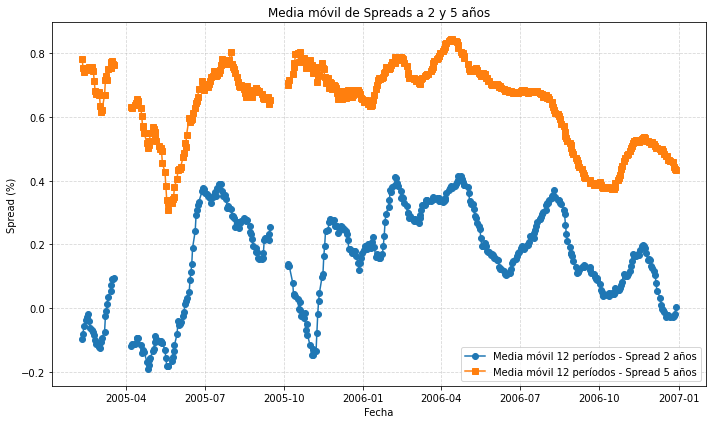 Media móvil de Spreads a 2 y 5 años
Spread (%)
0.8
0.6
0.4
0.2
0.0
−0.2
2005-04
2005-07
2005-10
2006-01
2006-04
2006-07
2006-10
2007-01
Fecha
Media móvil 12 períodos - Spread 2 años
Media móvil 12 períodos - Spread 5 años